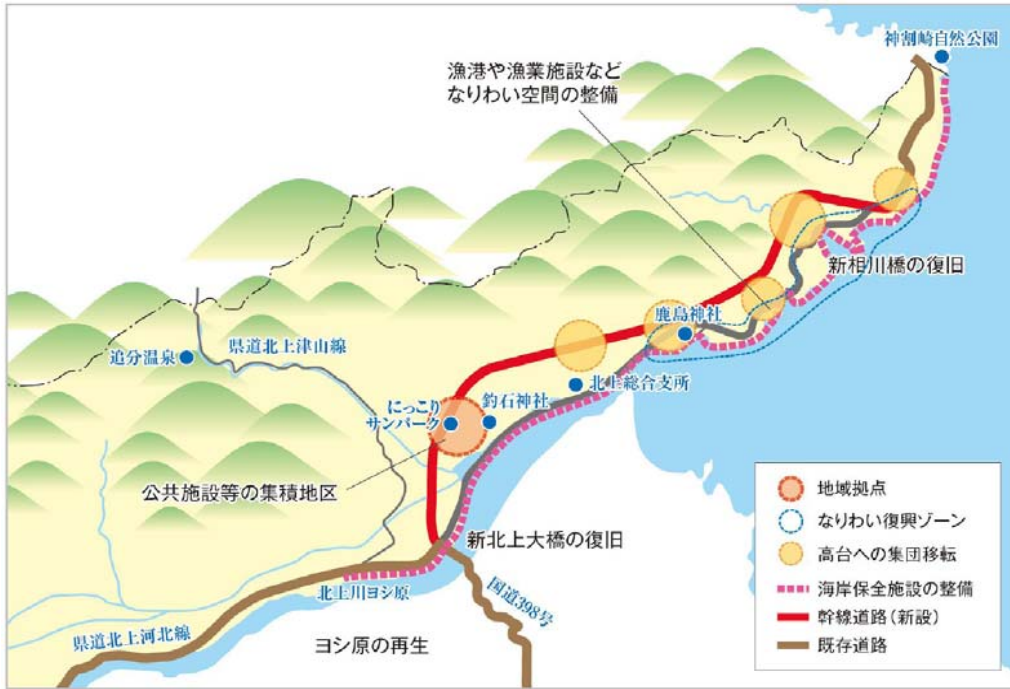 神割崎自然公園
漁港や漁業施設など
なりわい空間の整備
新相川橋の復旧
鹿島神社
県道北上津山線
追分温泉
北上総合支所
にっこり
サンパーク
釣石神社
公共施設等の集積地区
新北上大橋の復旧
北上川ヨシ原
国道398号
県道北上河北線
ヨシ原の再生
地域拠点
なりわい復興ゾーン
高台への集団移転
海岸保全施設の整備
幹線道路(新設)
既存道路